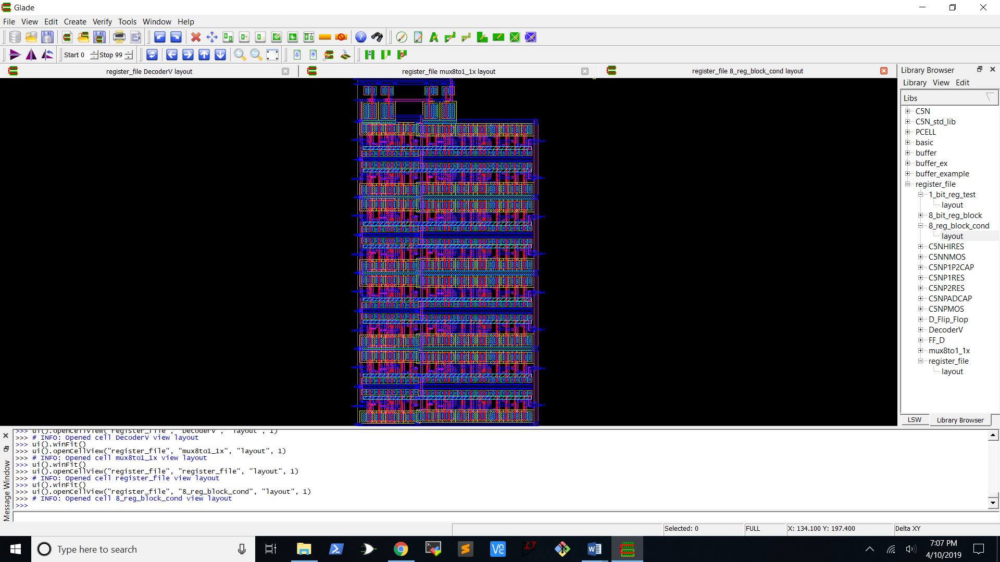 Glade
File View Edit Create Verify Tools Window Help
Start 0 Stop 99
register_file DecoderV layout
register_file mux8to1_1x layout
register_file 8_reg_block_cond layout
Library Browser
Library View Edit
Libs
C5N
C5N_std_lib
PCELL
basic
buffer
buffer_ex
buffer_example
register_file
1_bit_reg_test
layout
8_bit_reg_block
8_reg_block_cond
layout
C5NHIRES
C5NNMOS
C5NP1P2CAP
C5NP1RES
C5NP2RES
C5NPADCAP
C5NPMOS
D_Flip_Flop
DecoderV
FF_D
mux8to1_1x
register_file
layout
LSW Library Browser
Message Window
>>> ui().openCellView("register_file", "DecoderV", "layout", 1)
>>> # INFO: Opened cell DecoderV view layout
>>> ui().winFit()
>>> ui().openCellView("register_file", "mux8to1_1x", "layout", 1)
>>> # INFO: Opened cell mux8to1_1x view layout
>>> ui().winFit()
>>> ui().openCellView("register_file", "register_file", "layout", 1)
>>> # INFO: Opened cell register_file view layout
>>> ui().winFit()
>>> ui().openCellView("register_file", "8_reg_block_cond", "layout", 1)
>>> # INFO: Opened cell 8_reg_block_cond view layout
>>>
Selected: 0 FULL X: 134.100 Y: 197.400 Delta XY
Type here to search
7:07 PM
4/10/2019